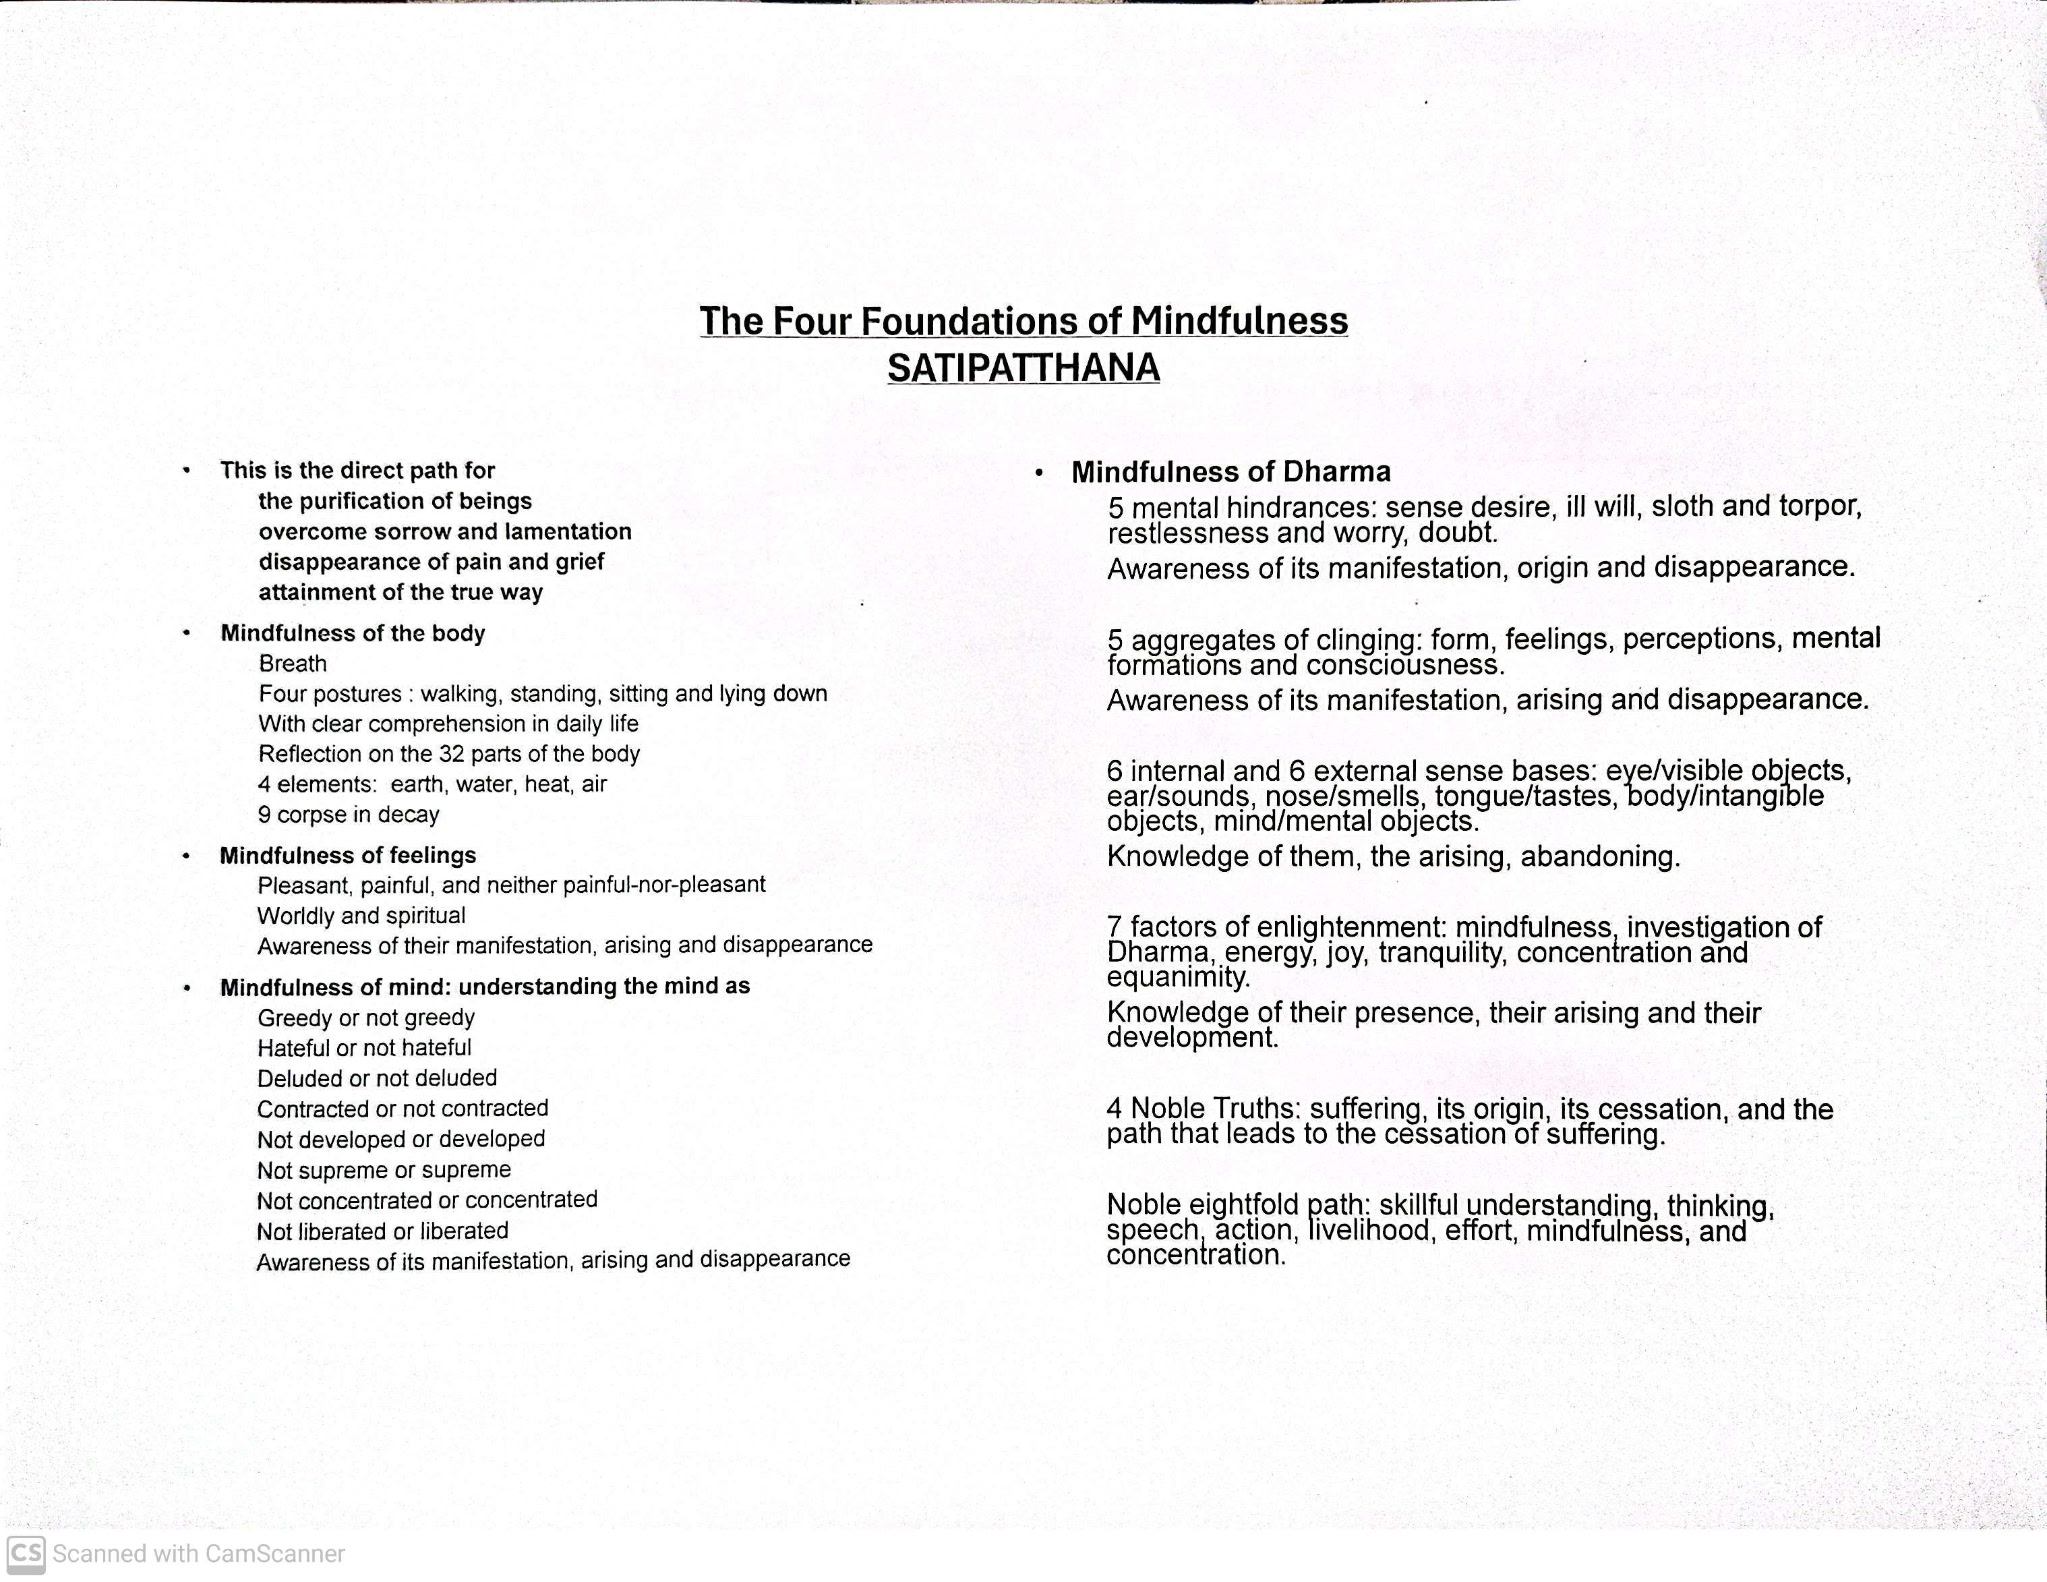 The Four Foundations of Mindfulness
SATIPATTHANA
• This is the direct path for
the purification of beings
overcome sorrow and lamentation
disappearance of pain and grief
attainment of the true way
• Mindfulness of the body
Breath
Four postures : walking, standing, sitting and lying down
With clear comprehension in daily life
Reflection on the 32 parts of the body
4 elements:  earth, water, heat, air
9 corpse in decay
• Mindfulness of feelings
Pleasant, painful, and neither painful-nor-pleasant
Worldly and spiritual
Awareness of their manifestation, arising and disappearance
• Mindfulness of mind: understanding the mind as
Greedy or not greedy
Hateful or not hateful
Deluded or not deluded
Contracted or not contracted
Not developed or developed
Not supreme or supreme
Not concentrated or concentrated
Not liberated or liberated
Awareness of its manifestation, arising and disappearance
• Mindfulness of Dharma
5 mental hindrances: sense desire, ill will, sloth and torpor,
restlessness and worry, doubt.
Awareness of its manifestation, origin and disappearance.
5 aggregates of clinging: form, feelings, perceptions, mental
formations and consciousness.
Awareness of its manifestation, arising and disappearance.
6 internal and 6 external sense bases: eye/visible objects,
ear/sounds, nose/smells, tongue/tastes, body/intangible
objects, mind/mental objects.
Knowledge of them, the arising, abandoning.
7 factors of enlightenment: mindfulness, investigation of
Dharma, energy, joy, tranquility, concentration and
equanimity.
Knowledge of their presence, their arising and their
development.
4 Noble Truths: suffering, its origin, its cessation, and the
path that leads to the cessation of suffering.
Noble eightfold path: skillful understanding, thinking,
speech, action, livelihood, effort, mindfulness, and
concentration.
CS Scanned with CamScanner